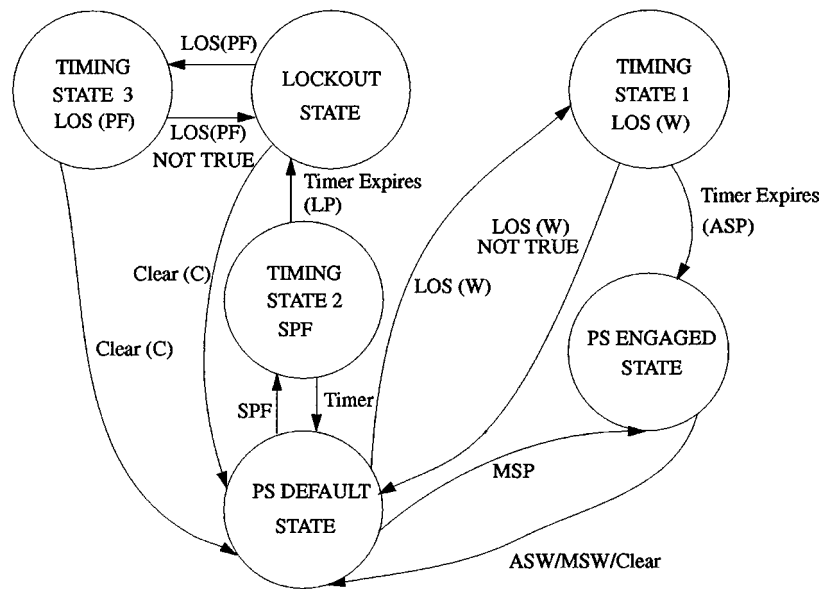 LOS(PF)
TIMING
STATE 3
LOS (PF)
LOCKOUT
STATE
TIMING
STATE 1
LOS (W)
LOS(PF)
NOT TRUE
Timer Expires
(LP)
Timer Expires
(ASP)
LOS (W)
NOT TRUE
Clear (C)
TIMING
STATE 2
SPF
LOS (W)
Clear (C)
PS ENGAGED
STATE
SPF
Timer
MSP
PS DEFAULT
STATE
ASW/MSW/Clear